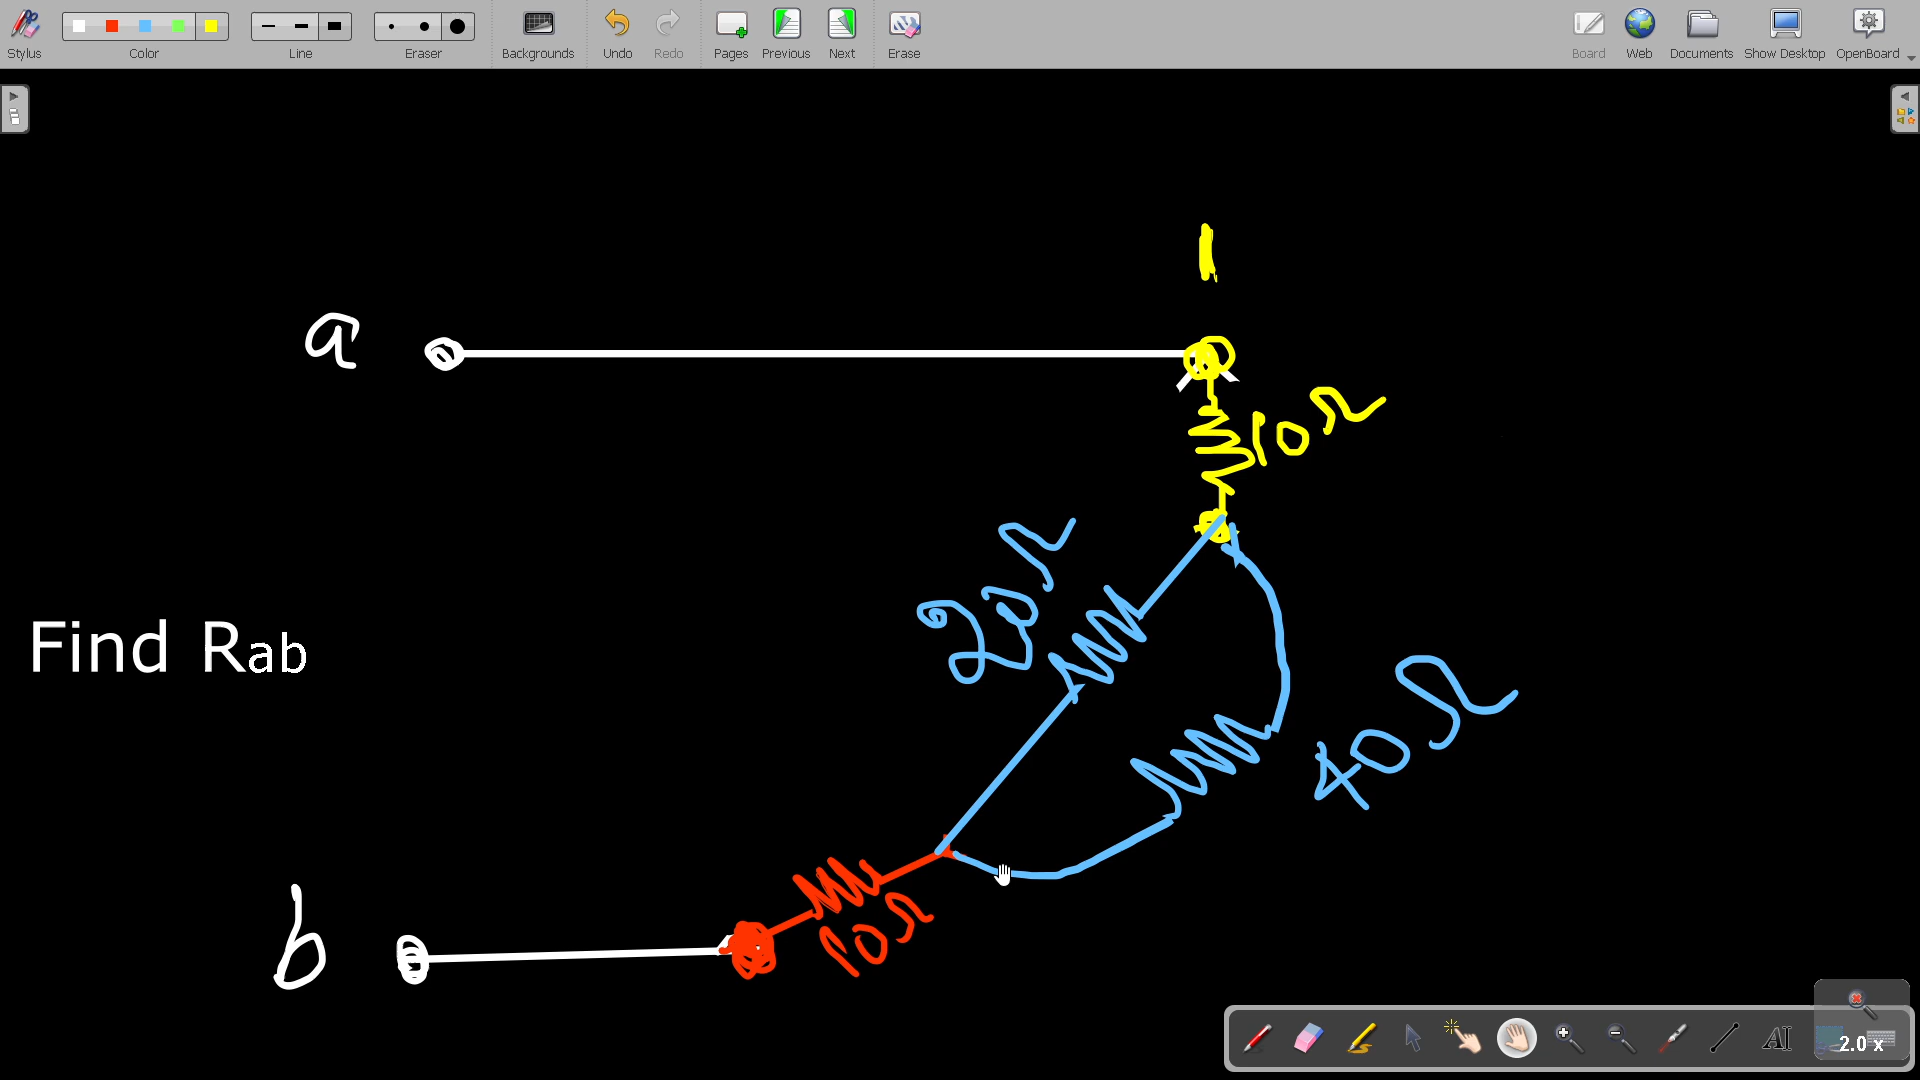 Stylus Color Line Eraser Backgrounds Undo Redo Pages Previous Next Erase Board Web Documents Show Desktop OpenBoard
1
a
10Ω
20Ω
Find Rab
40Ω
10Ω
b
2.0 x